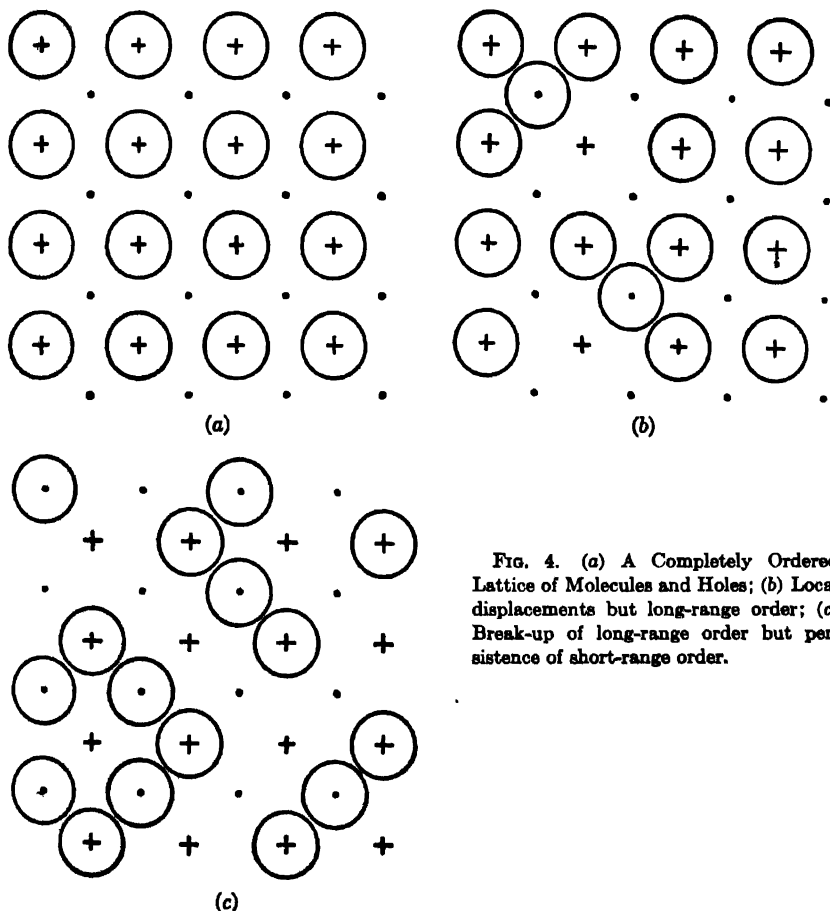 (a)
(b)
FIG. 4. (a) A Completely Ordered
Lattice of Molecules and Holes; (b) Loca
displacements but long-range order; (c
Break-up of long-range order but per
sistence of short-range order.
(c)